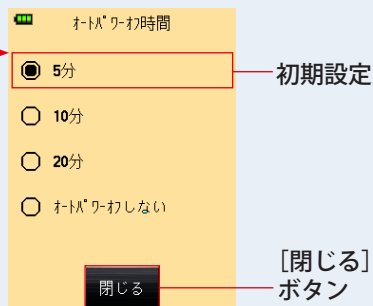 ｵｰﾄﾊﾟﾜｰｵﾌ時間
5分
初期設定
10分
20分
ｵｰﾄﾊﾟﾜｰｵﾌしない
閉じる
［閉じる］
ボタン